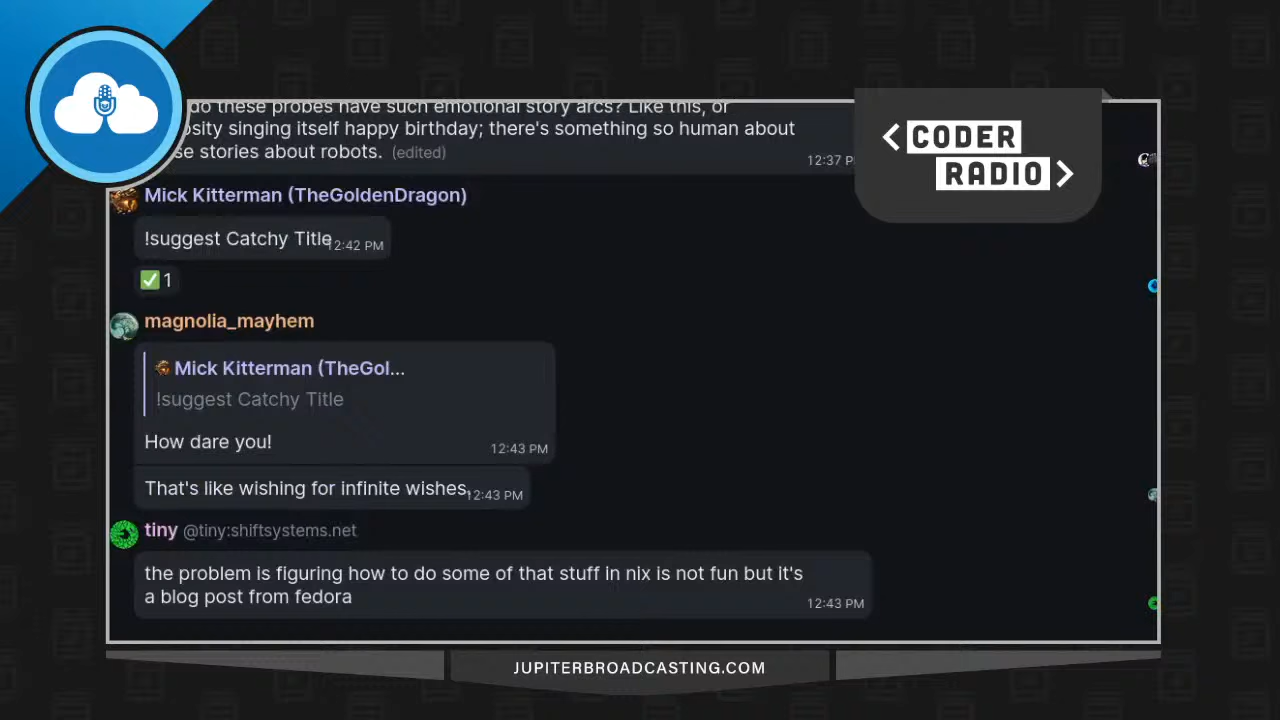 do these probes have such emotional story arcs? Like this, or
osity singing itself happy birthday; there's something so human about
se stories about robots. (edited)
12:37 P
<CODER
RADIO>
Mick Kitterman (TheGoldenDragon)
!suggest Catchy Title
12:42 PM
✅ 1
magnolia_mayhem
Mick Kitterman (TheGol...
!suggest Catchy Title
How dare you!
12:43 PM
That's like wishing for infinite wishes.
12:43 PM
tiny @tiny:shiftsystems.net
the problem is figuring how to do some of that stuff in nix is not fun but it's
a blog post from fedora
12:43 PM
JUPITERBROADCASTING.COM